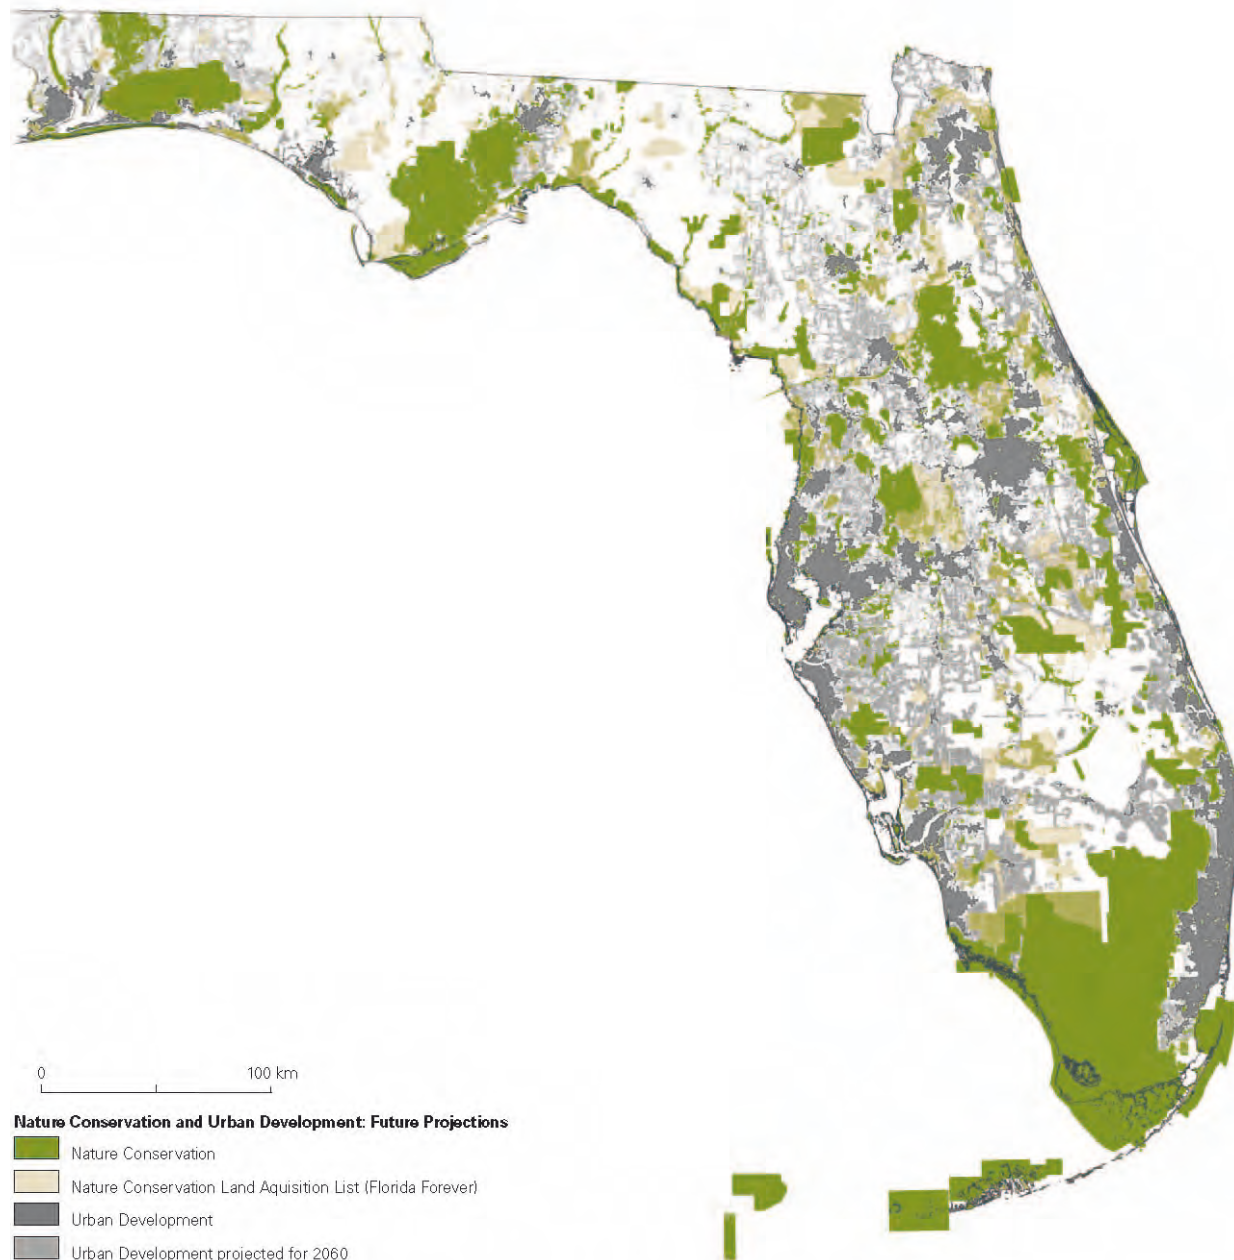 0 100 km
Nature Conservation and Urban Development: Future Projections
Nature Conservation
Nature Conservation Land Aquisition List (Florida Forever)
Urban Development
Urban Development projected for 2060